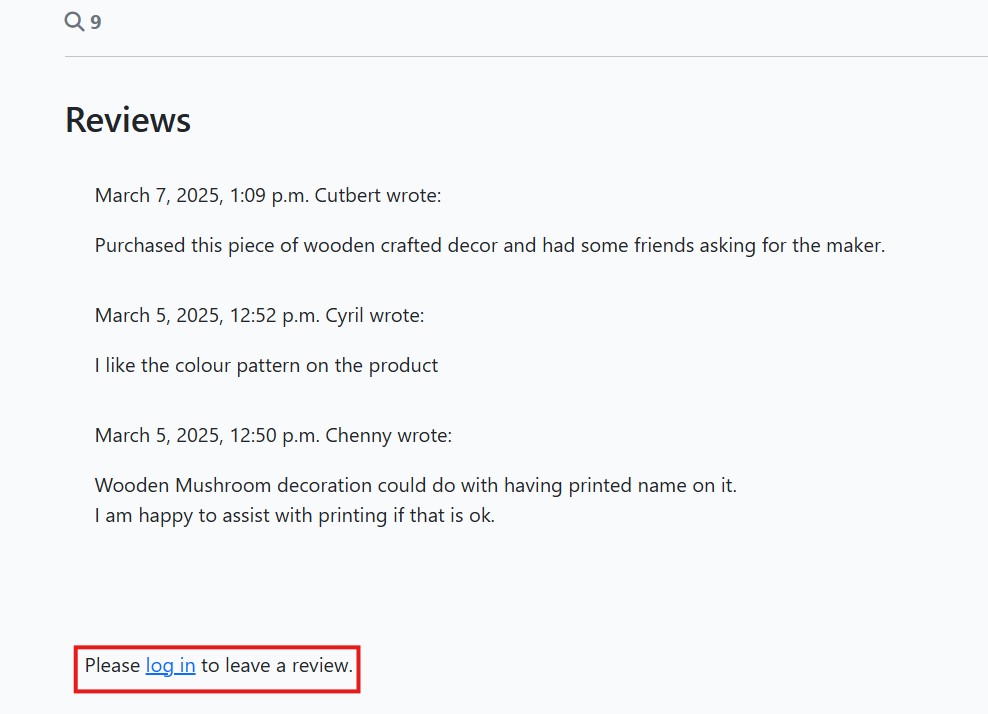 9
Reviews
March 7, 2025, 1:09 p.m. Cutbert wrote:
Purchased this piece of wooden crafted decor and had some friends asking for the maker.
March 5, 2025, 12:52 p.m. Cyril wrote:
I like the colour pattern on the product
March 5, 2025, 12:50 p.m. Chenny wrote:
Wooden Mushroom decoration could do with having printed name on it.
I am happy to assist with printing if that is ok.
Please log in to leave a review.